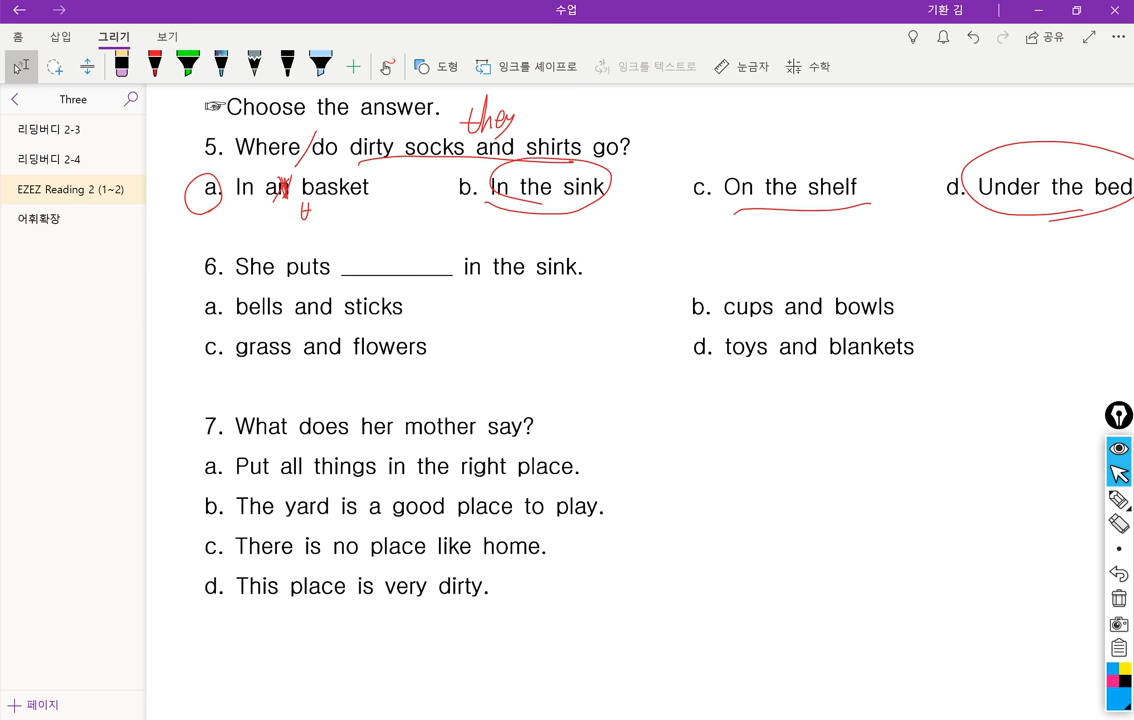 수업
기환 김
홈 삽입 그리기 보기
공유
도형 잉크를 셰이프로 잉크를 텍스트로 눈금자 수학
Three
리딩버디 2-3
리딩버디 2-4
EZEZ Reading 2 (1~2)
어휘확장
페이지
☞Choose the answer.
they
5. Where/do dirty socks and shirts go?
a. In a basket b. In the sink c. On the shelf d. Under the bed
6. She puts _________ in the sink.
a. bells and sticks b. cups and bowls
c. grass and flowers d. toys and blankets
7. What does her mother say?
a. Put all things in the right place.
b. The yard is a good place to play.
c. There is no place like home.
d. This place is very dirty.